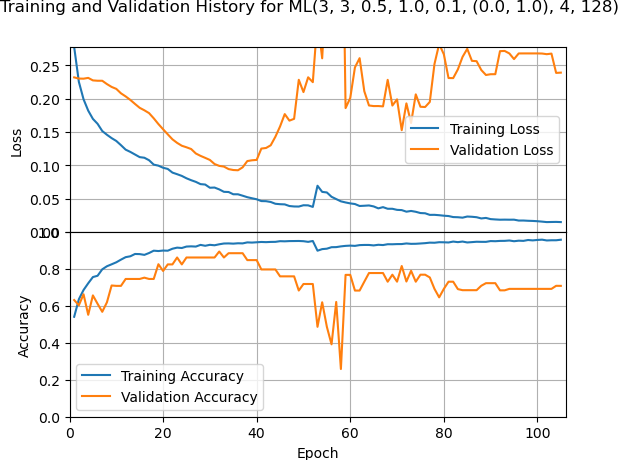 Training and Validation History for ML(3, 3, 0.5, 1.0, 0.1, (0.0, 1.0), 4, 128)
0.25
0.20
0.15
0.10
0.05
0.00
Loss
Training Loss
Validation Loss
1.0
0.8
0.6
0.4
0.2
0.0
Accuracy
Training Accuracy
Validation Accuracy
0 20 40 60 80 100
Epoch